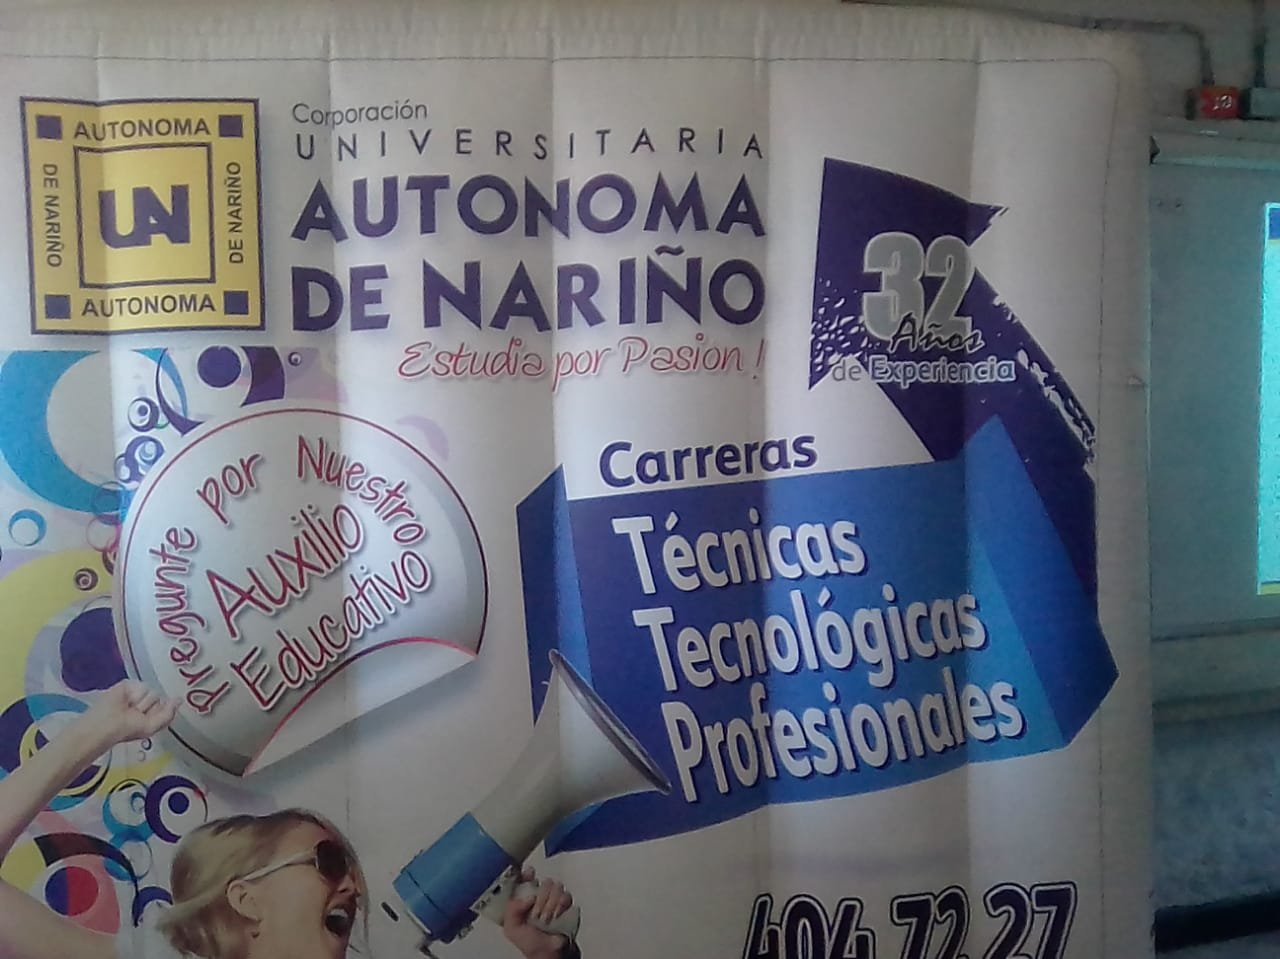 AUTONOMA
DE NARIÑO
UAN
DE NARIÑO
AUTONOMA
Corporación
UNIVERSITARIA
AUTONOMA
DE NARIÑO
Estudia por Pasion !
32
Años
de Experiencia
Pregunte por Nuestro
Auxilio
Educativo
Carreras
Técnicas
Tecnológicas
Profesionales
404 72 27